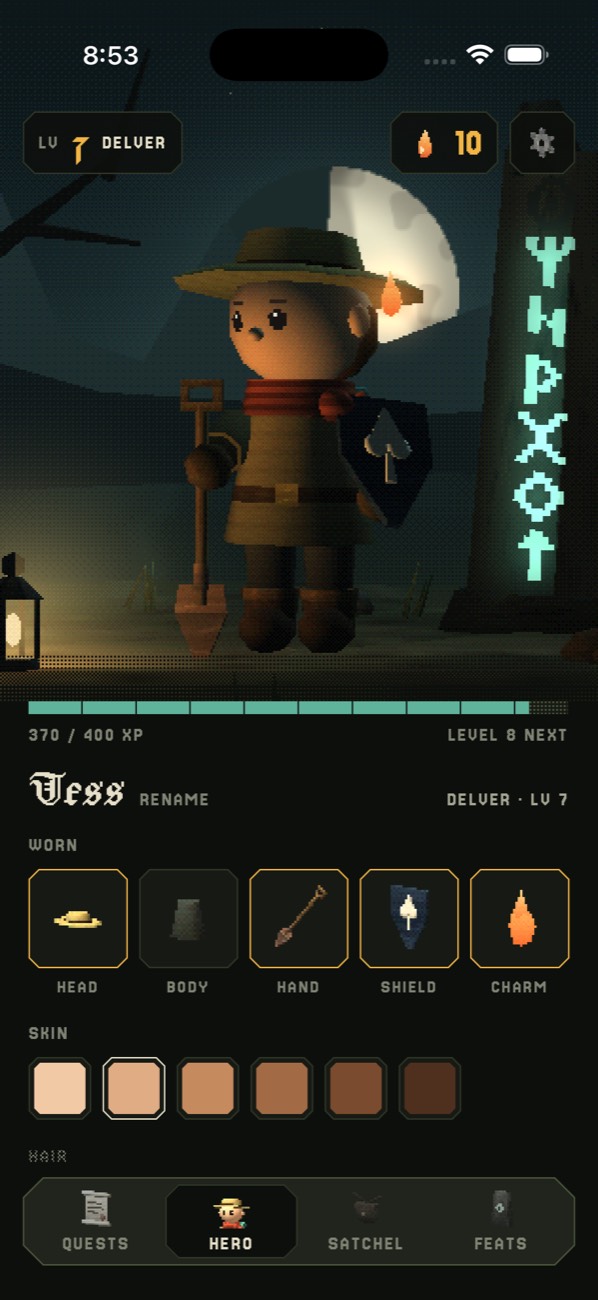 8:53
LV 7 DELVER
10
370 / 400 XP
LEVEL 8 NEXT
Tess RENAME
DELVER · LV 7
WORN
HEAD BODY HAND SHIELD CHARM
SKIN
HAIR
QUESTS HERO SATCHEL FEATS